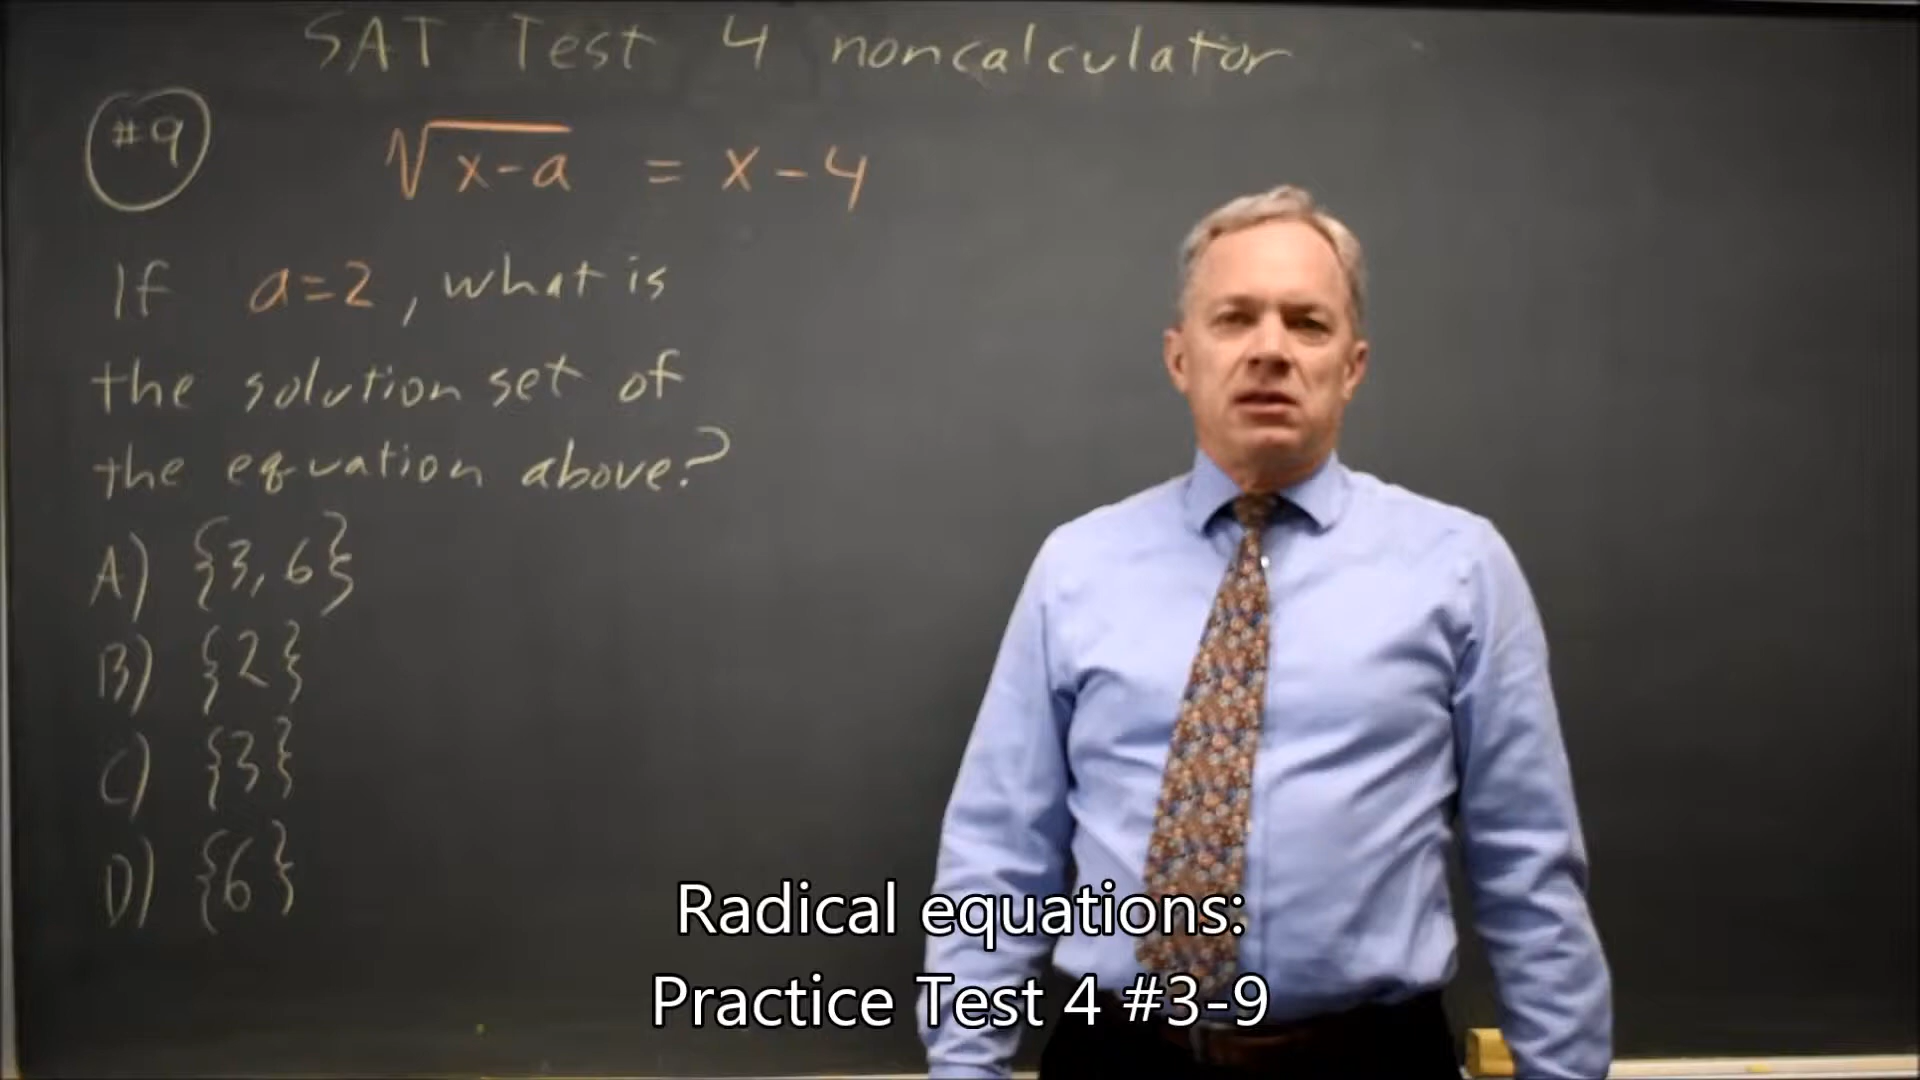 SAT Test 4 noncalculator
#9
√x-a = x-4
If a=2, what is
the solution set of
the equation above?
A) {3,6}
B) {2}
C) {3}
D) {6}
Radical equations:
Practice Test 4 #3-9